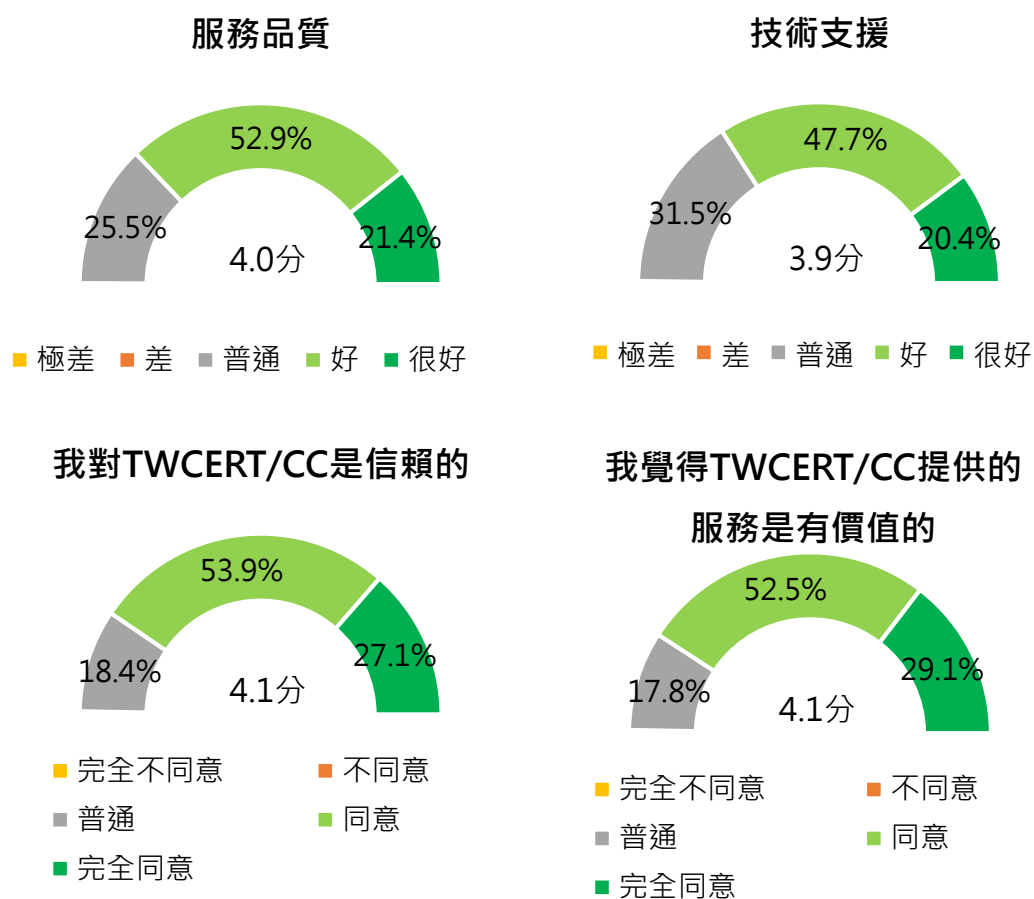 服務品質
52.9%
25.5%
21.4%
4.0分
極差 差 普通 好 很好
技術支援
47.7%
31.5%
20.4%
3.9分
極差 差 普通 好 很好
我對TWCERT/CC是信賴的
53.9%
18.4%
27.1%
4.1分
完全不同意 不同意
普通 同意
完全同意
我覺得TWCERT/CC提供的
服務是有價值的
52.5%
17.8%
29.1%
4.1分
完全不同意 不同意
普通 同意
完全同意